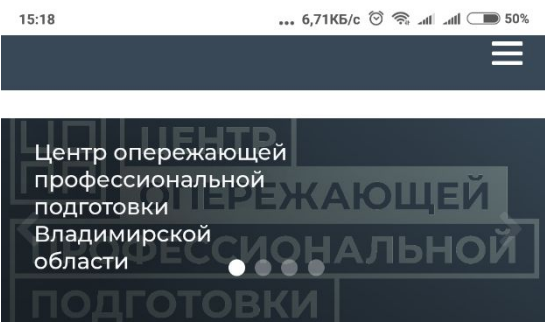 15:18 ... 6,71КБ/с 50%
Центр опережающей
профессиональной
подготовки
Владимирской
области
ЦЕНТР
ОПЕРЕЖАЮЩЕЙ
ПРОФЕССИОНАЛЬНОЙ
ПОДГОТОВКИ